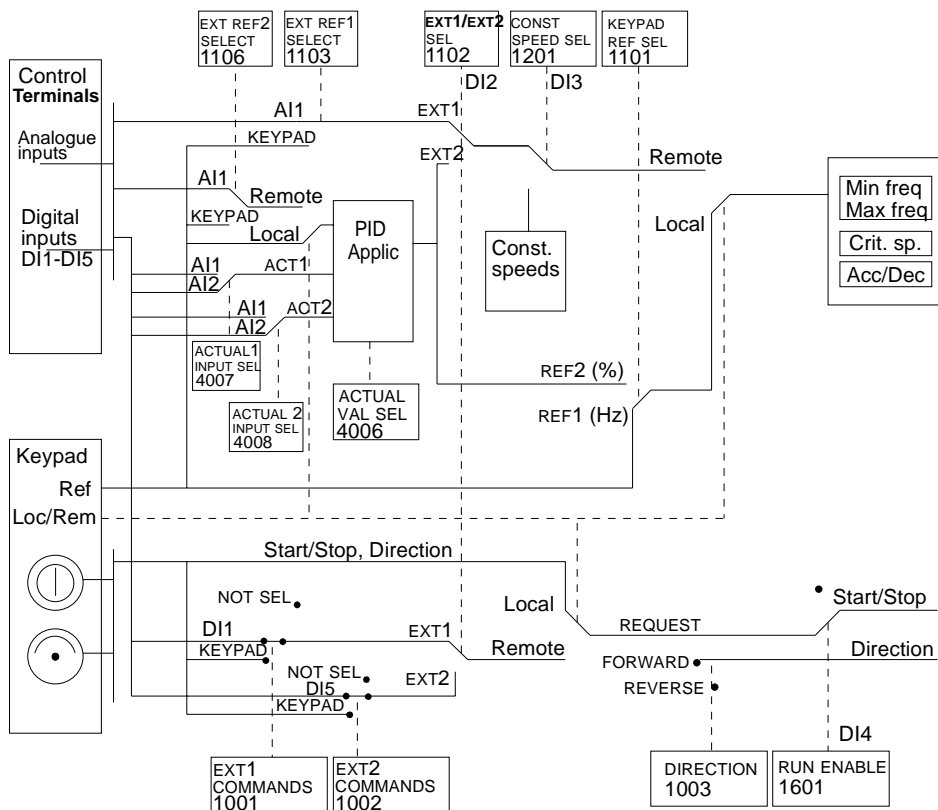 EXT REF2
SELECT
1106
EXT REF1
SELECT
1103
EXT1/EXT2
SEL
1102
CONST
SPEED SEL
1201
KEYPAD
REF SEL
1101
DI2
DI3
Control
Terminals
Analogue
inputs
Digital
inputs
DI1-DI5
AI1
EXT1
KEYPAD
EXT2
Remote
AI1
Remote
KEYPAD
Local
PID
Applic
AI1
AI2
ACT1
AI1
AI2
AOT2
Const.
speeds
Local
Min freq
Max freq
Crit. sp.
Acc/Dec
ACTUAL1
INPUT SEL
4007
ACTUAL 2
INPUT SEL
4008
ACTUAL
VAL SEL
4006
REF2 (%)
REF1 (Hz)
Keypad
Ref
Loc/Rem
Start/Stop, Direction
NOT SEL
Local
Start/Stop
DI1
EXT1
REQUEST
KEYPAD
Remote
Direction
NOT SEL
FORWARD
DI5
EXT2
REVERSE
KEYPAD
DI4
EXT1
COMMANDS
1001
EXT2
COMMANDS
1002
DIRECTION
1003
RUN ENABLE
1601